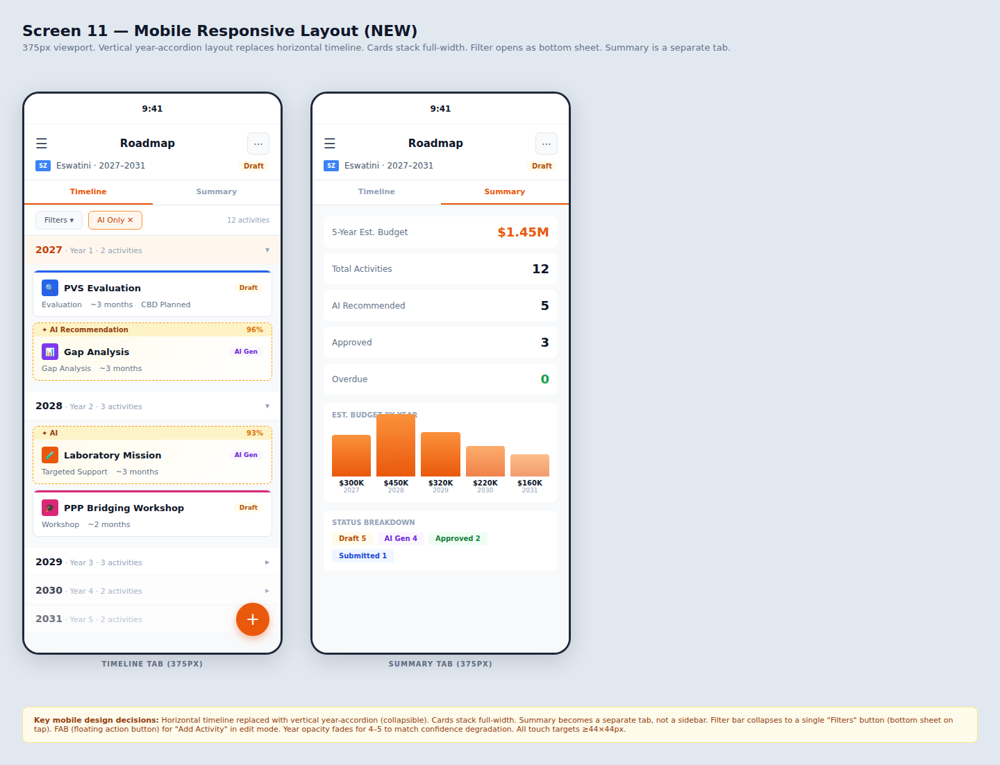 Screen 11 — Mobile Responsive Layout (NEW)
375px viewport. Vertical year-accordion layout replaces horizontal timeline. Cards stack full-width. Filter opens as bottom sheet. Summary is a separate tab.
9:41
☰ Roadmap ⋯
SZ Eswatini · 2027–2031 Draft
Timeline Summary
Filters ▾ AI Only ✕ 12 activities
2027 · Year 1 · 2 activities ▾
PVS Evaluation Draft
Evaluation ~3 months CBD Planned
✦ AI Recommendation 96%
Gap Analysis AI Gen
Gap Analysis ~3 months
2028 · Year 2 · 3 activities ▾
✦ AI 93%
Laboratory Mission AI Gen
Targeted Support ~3 months
PPP Bridging Workshop Draft
Workshop ~2 months
2029 · Year 3 · 3 activities ▸
2030 · Year 4 · 2 activities ▸
2031 · Year 5 · 2 activities
+
TIMELINE TAB (375PX)
9:41
☰ Roadmap ⋯
SZ Eswatini · 2027–2031 Draft
Timeline Summary
5-Year Est. Budget $1.45M
Total Activities 12
AI Recommended 5
Approved 3
Overdue 0
EST. BUDGET BY YEAR
$300K $450K $320K $220K $160K
2027 2028 2029 2030 2031
STATUS BREAKDOWN
Draft 5 AI Gen 4 Approved 2
Submitted 1
SUMMARY TAB (375PX)
Key mobile design decisions: Horizontal timeline replaced with vertical year-accordion (collapsible). Cards stack full-width. Summary becomes a separate tab, not a sidebar. Filter bar collapses to a single "Filters" button (bottom sheet on
tap). FAB (floating action button) for "Add Activity" in edit mode. Year opacity fades for 4–5 to match confidence degradation. All touch targets ≥44×44px.